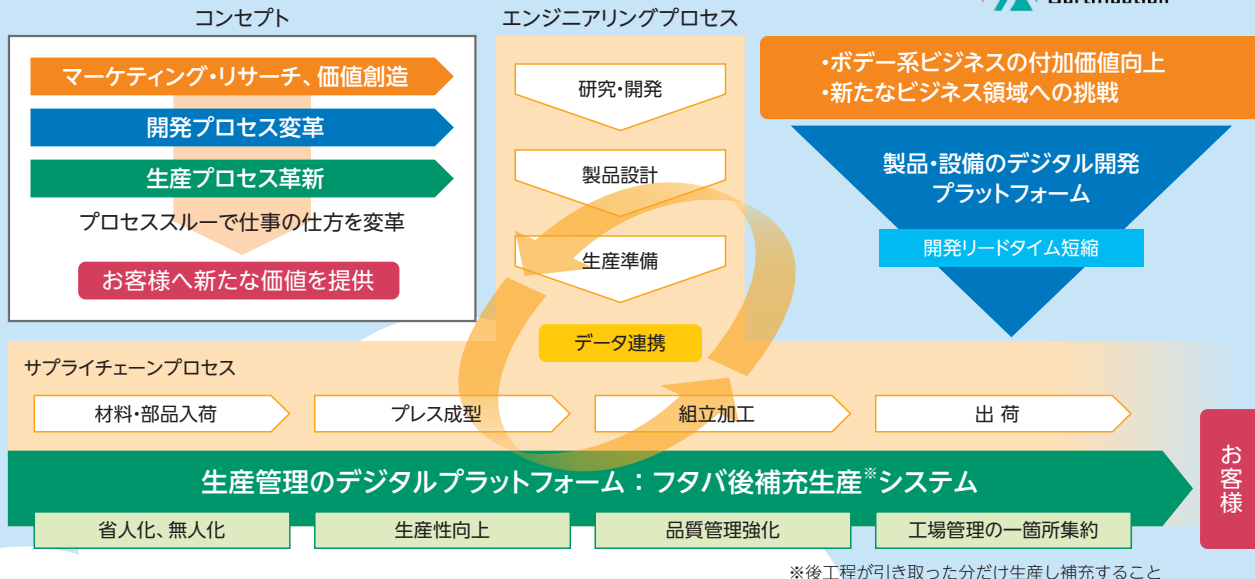 コンセプト
マーケティング・リサーチ、価値創造
開発プロセス変革
生産プロセス革新
プロセススルーで仕事の仕方を変革
お客様へ新たな価値を提供
エンジニアリングプロセス
研究・開発
製品設計
生産準備
データ連携
・ボデー系ビジネスの付加価値向上
・新たなビジネス領域への挑戦
製品・設備のデジタル開発
プラットフォーム
開発リードタイム短縮
サプライチェーンプロセス
材料・部品入荷
プレス成型
組立加工
出 荷
生産管理のデジタルプラットフォーム：フタバ後補充生産※システム
省人化、無人化
生産性向上
品質管理強化
工場管理の一箇所集約
お客様
※後工程が引き取った分だけ生産し補充すること